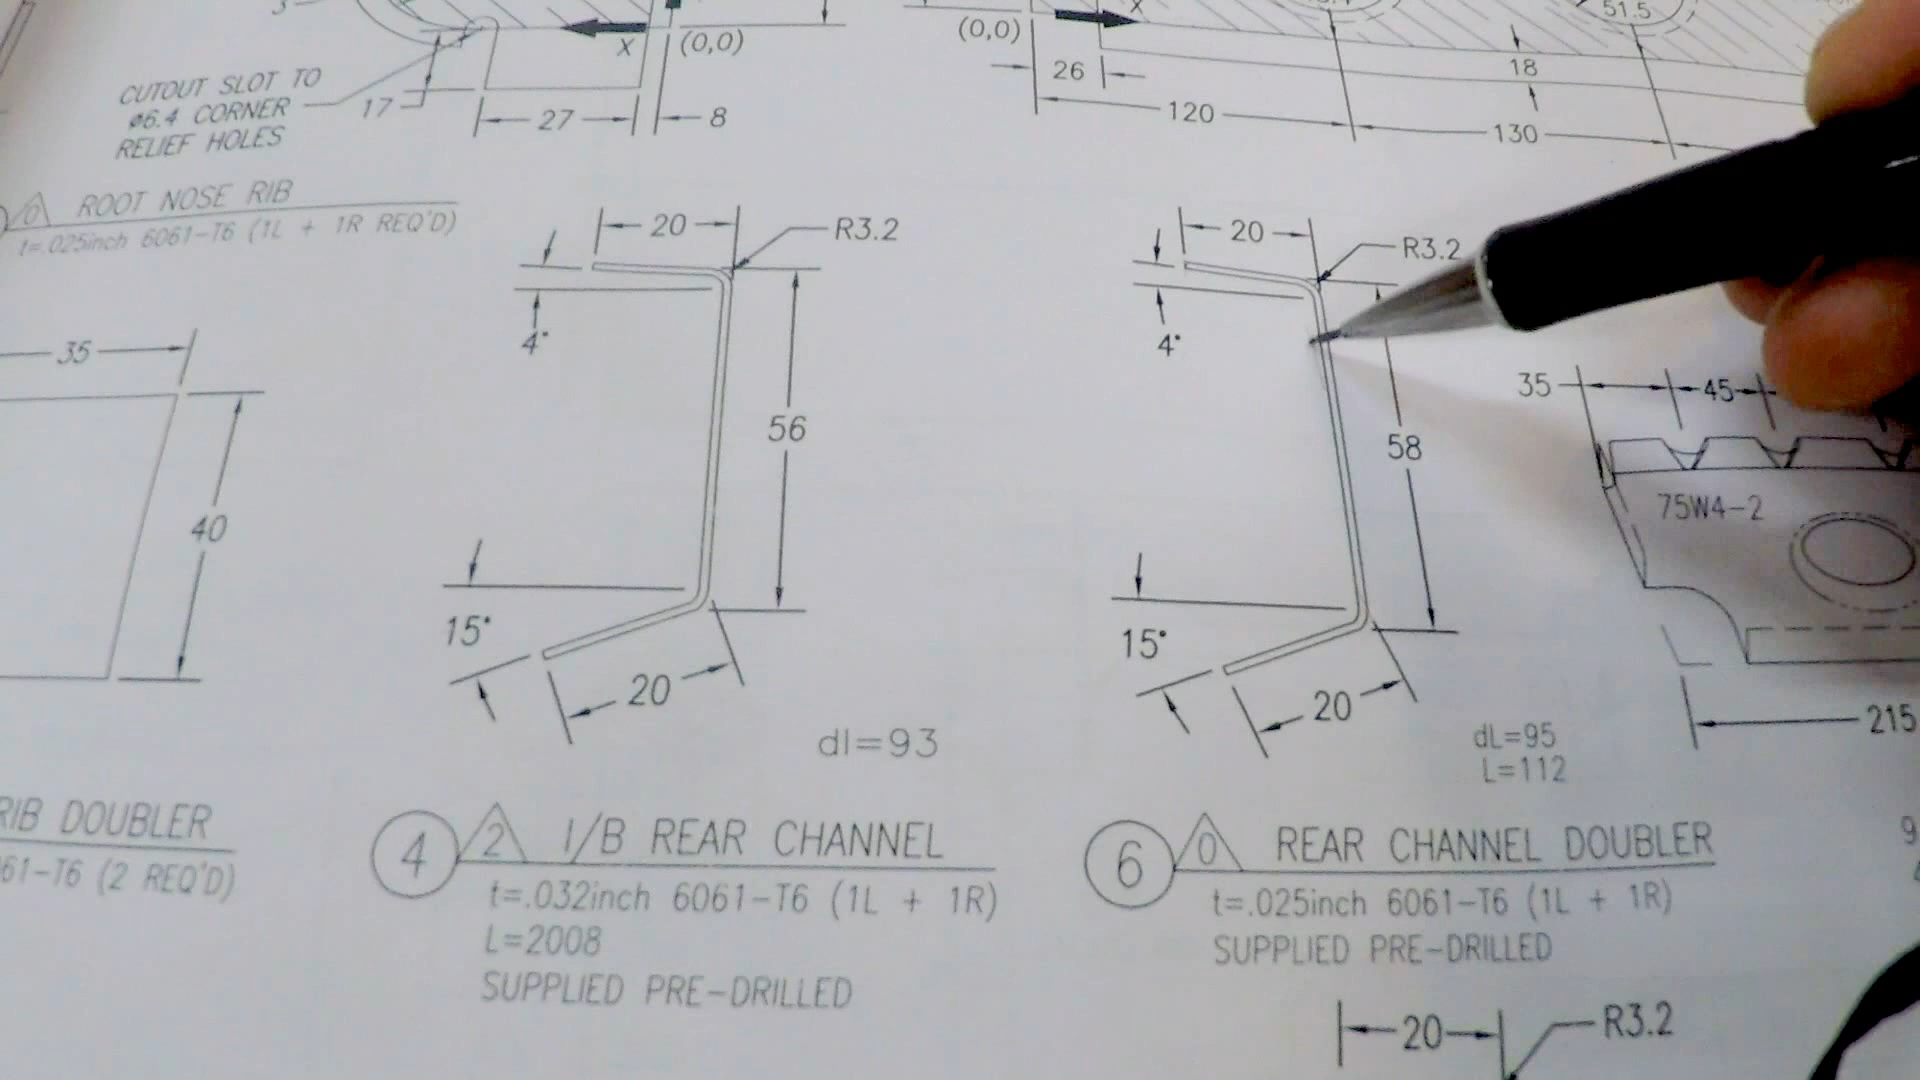 CUTOUT SLOT TO
ø6.4 CORNER
RELIEF HOLES
17
27
8
X
(0,0)
(0,0)
X
26
120
130
18
51.5
ROOT NOSE RIB
t=.025inch 6061-T6 (1L + 1R REQ'D)
35
40
20
R3.2
4°
56
15°
20
dl=93
20
R3.2
4°
58
15°
20
dL=95
L=112
35
45
75W4-2
215
RIB DOUBLER
61-T6 (2 REQ'D)
4
2
I/B REAR CHANNEL
t=.032inch 6061-T6 (1L + 1R)
L=2008
SUPPLIED PRE-DRILLED
6
0
REAR CHANNEL DOUBLER
t=.025inch 6061-T6 (1L + 1R)
SUPPLIED PRE-DRILLED
20
R3.2